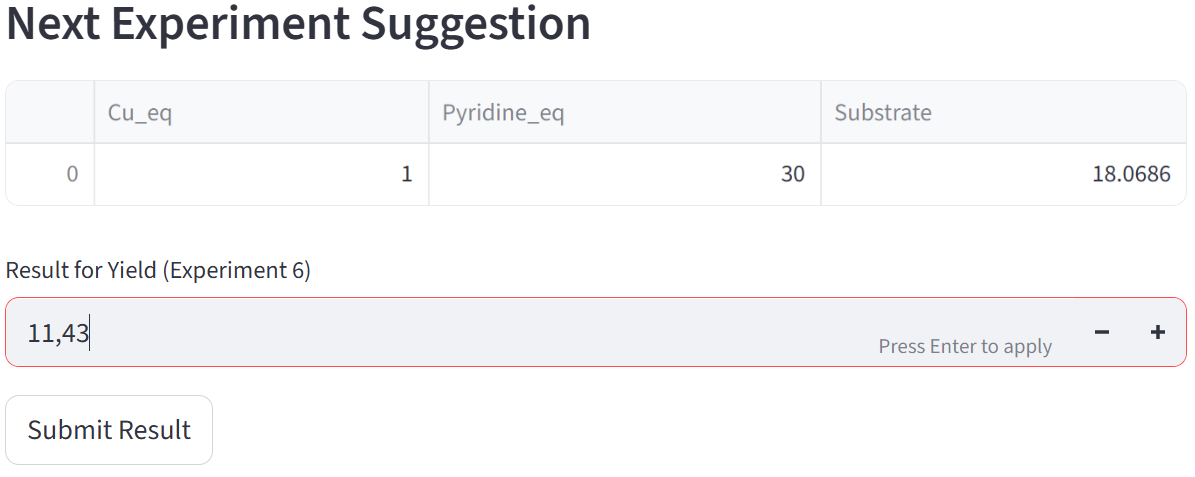 Next Experiment Suggestion
Cu_eq Pyridine_eq Substrate
0 1 30 18.0686
Result for Yield (Experiment 6)
11,43 Press Enter to apply − +
Submit Result